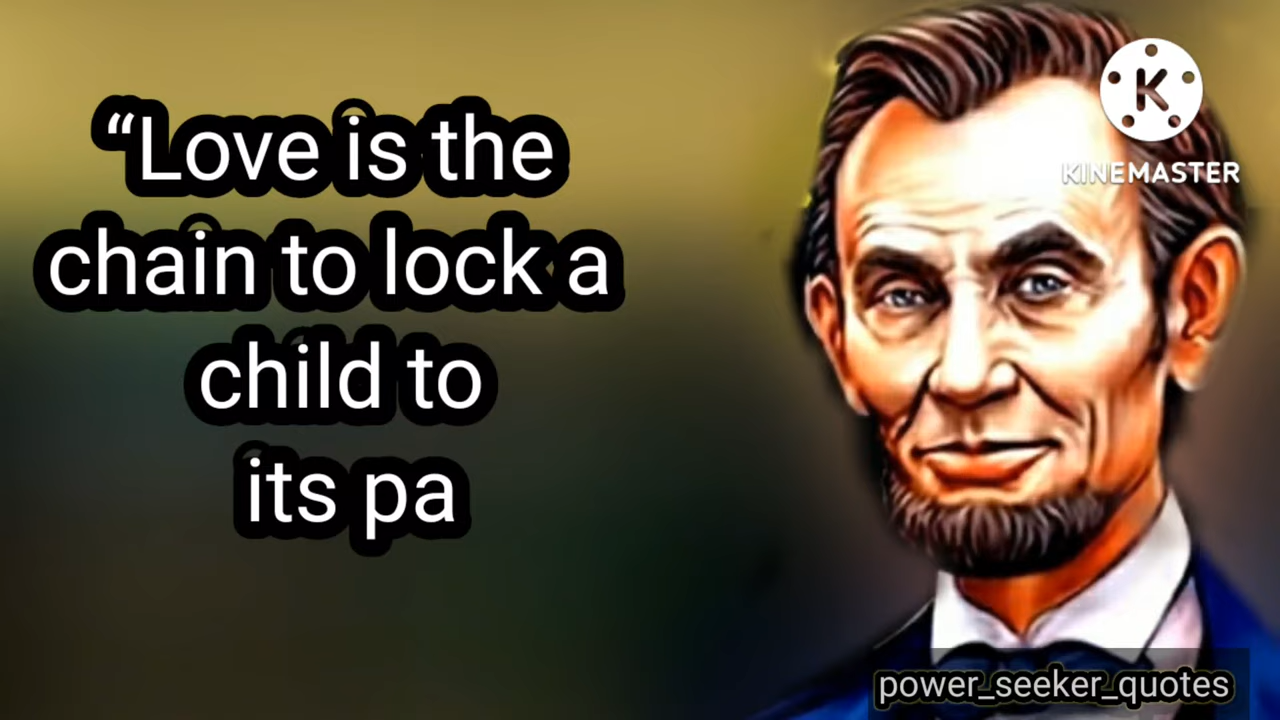 “Love is the
chain to lock a
child to
its pa
K
KINEMASTER
power_seeker_quotes